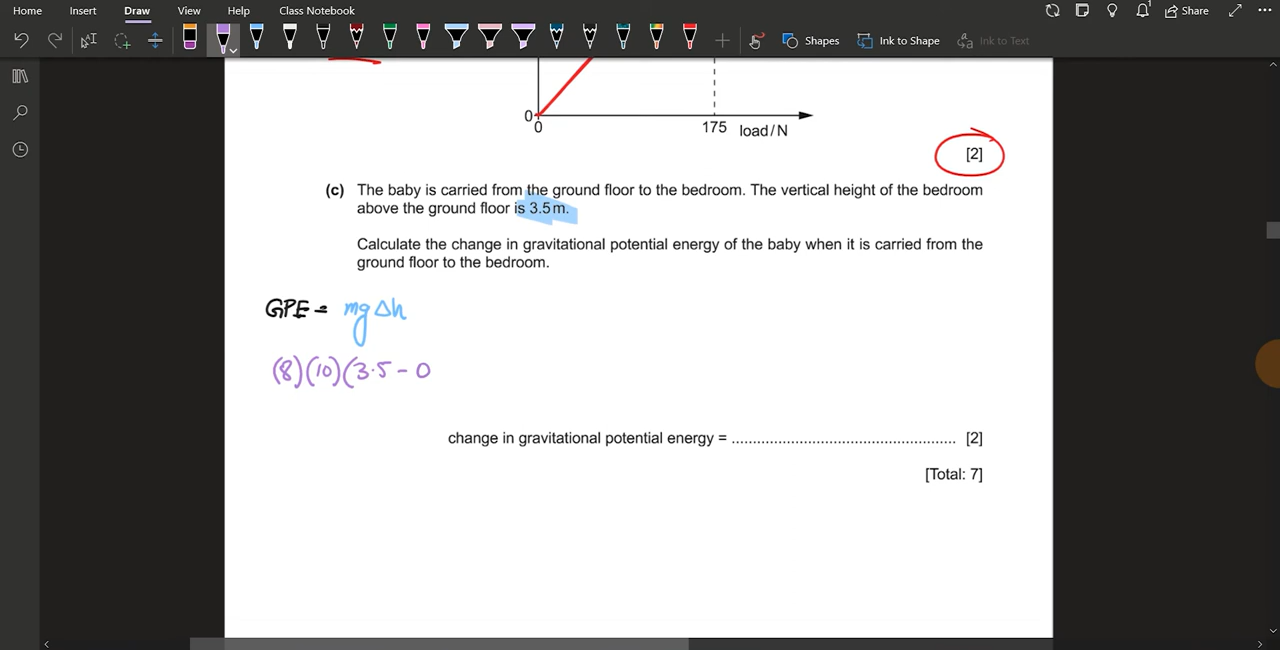 Home Insert Draw View Help Class Notebook Share
Shapes Ink to Shape Ink to Text
0
0 175 load/N
[2]
(c) The baby is carried from the ground floor to the bedroom. The vertical height of the bedroom
above the ground floor is 3.5 m.
Calculate the change in gravitational potential energy of the baby when it is carried from the
ground floor to the bedroom.
GPE = mg Δh
(8)(10)(3.5 - 0
change in gravitational potential energy = .................................................... [2]
[Total: 7]